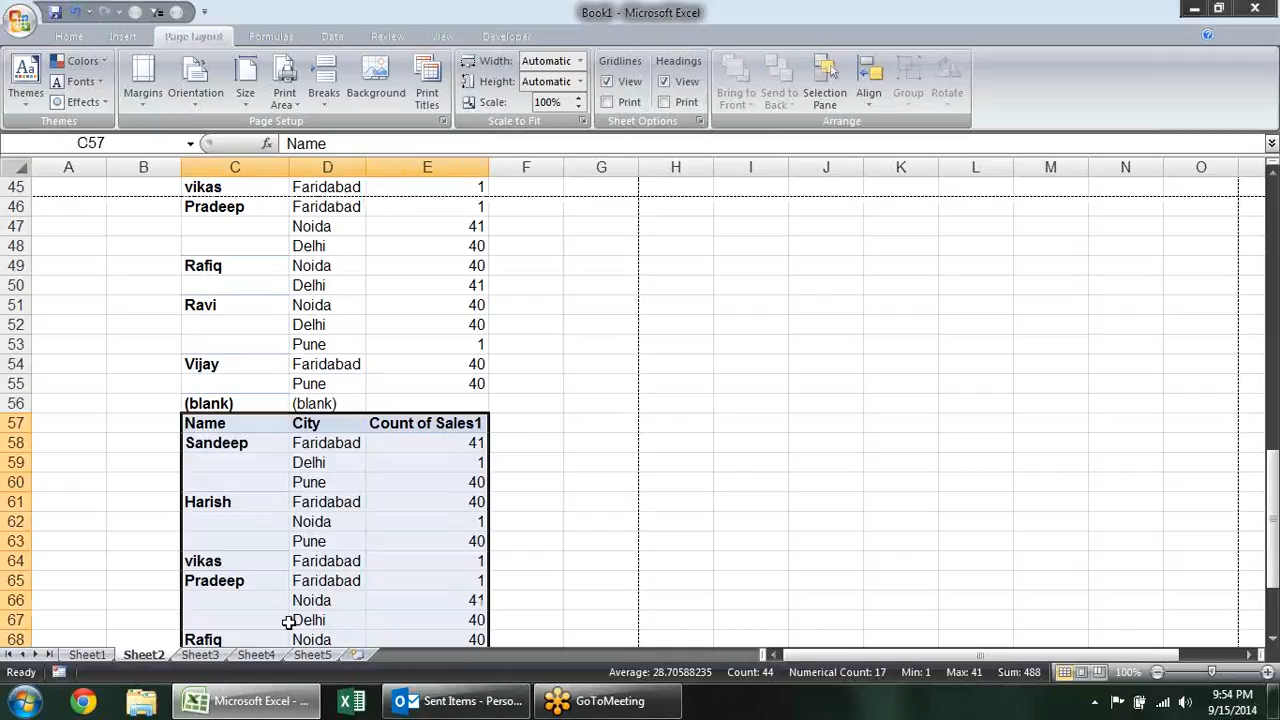 Book1 - Microsoft Excel
Home Insert Page Layout Formulas Data Review View Developer
Aa Themes
Colors
Fonts
Effects
Themes
Margins Orientation Size Print Area Breaks Background Print Titles
Page Setup
Width: Automatic
Height: Automatic
Scale: 100%
Scale to Fit
Gridlines Headings
View View
Print Print
Sheet Options
Bring to Front Send to Back Selection Pane Align Group Rotate
Arrange
C57 fx Name
A B C D E F G H I J K L M N O
45 vikas Faridabad 1
46 Pradeep Faridabad 1
47 Noida 41
48 Delhi 40
49 Rafiq Noida 40
50 Delhi 41
51 Ravi Noida 40
52 Delhi 40
53 Pune 1
54 Vijay Faridabad 40
55 Pune 40
56 (blank) (blank)
57 Name City Count of Sales1
58 Sandeep Faridabad 41
59 Delhi 1
60 Pune 40
61 Harish Faridabad 40
62 Noida 1
63 Pune 40
64 vikas Faridabad 1
65 Pradeep Faridabad 1
66 Noida 41
67 Delhi 40
68 Rafiq Noida 40
Sheet1 Sheet2 Sheet3 Sheet4 Sheet5
Ready Average: 28.70588235 Count: 44 Numerical Count: 17 Min: 1 Max: 41 Sum: 488 100%
Microsoft Excel - ... Sent Items - Perso... GoToMeeting
9:54 PM
9/15/2014